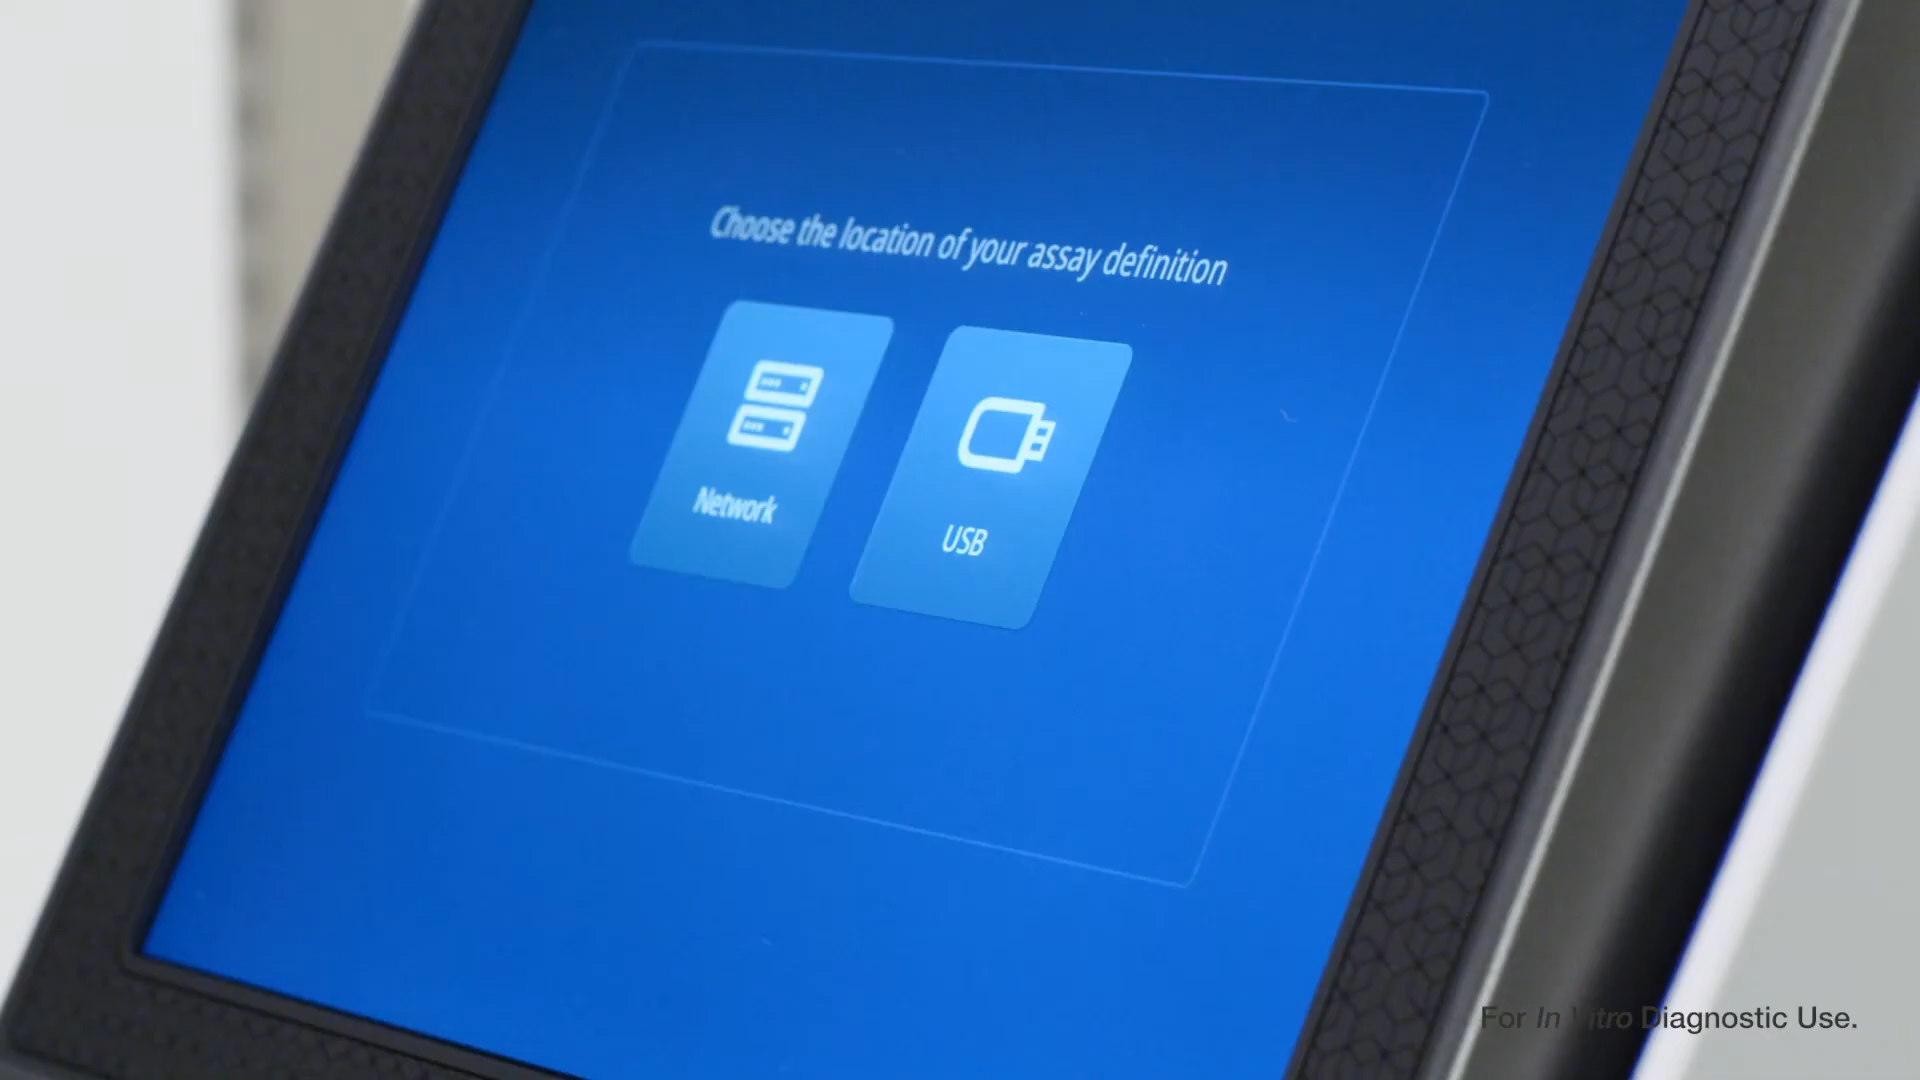 Choose the location of your assay definition
Network
USB
For In Vitro Diagnostic Use.